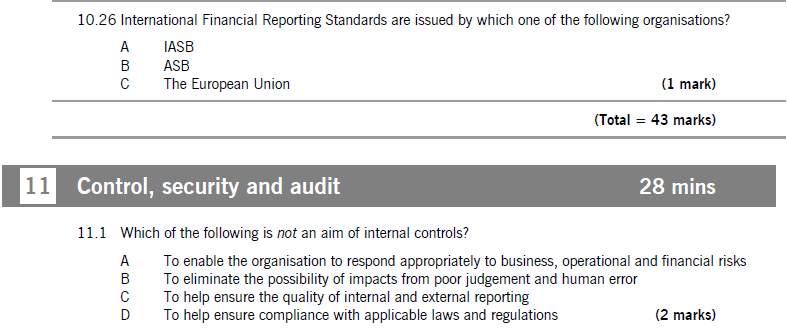 10.26 International Financial Reporting Standards are issued by which one of the following organisations?
A IASB
B ASB
C The European Union (1 mark)
(Total = 43 marks)
11 Control, security and audit 28 mins
11.1 Which of the following is not an aim of internal controls?
A To enable the organisation to respond appropriately to business, operational and financial risks
B To eliminate the possibility of impacts from poor judgement and human error
C To help ensure the quality of internal and external reporting
D To help ensure compliance with applicable laws and regulations (2 marks)